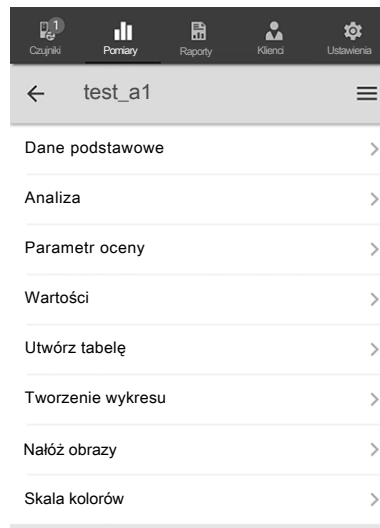 1
Czujniki Pomiary Raporty Klienci Ustawienia
test_a1
Dane podstawowe
Analiza
Parametr oceny
Wartości
Utwórz tabelę
Tworzenie wykresu
Nałóż obrazy
Skala kolorów